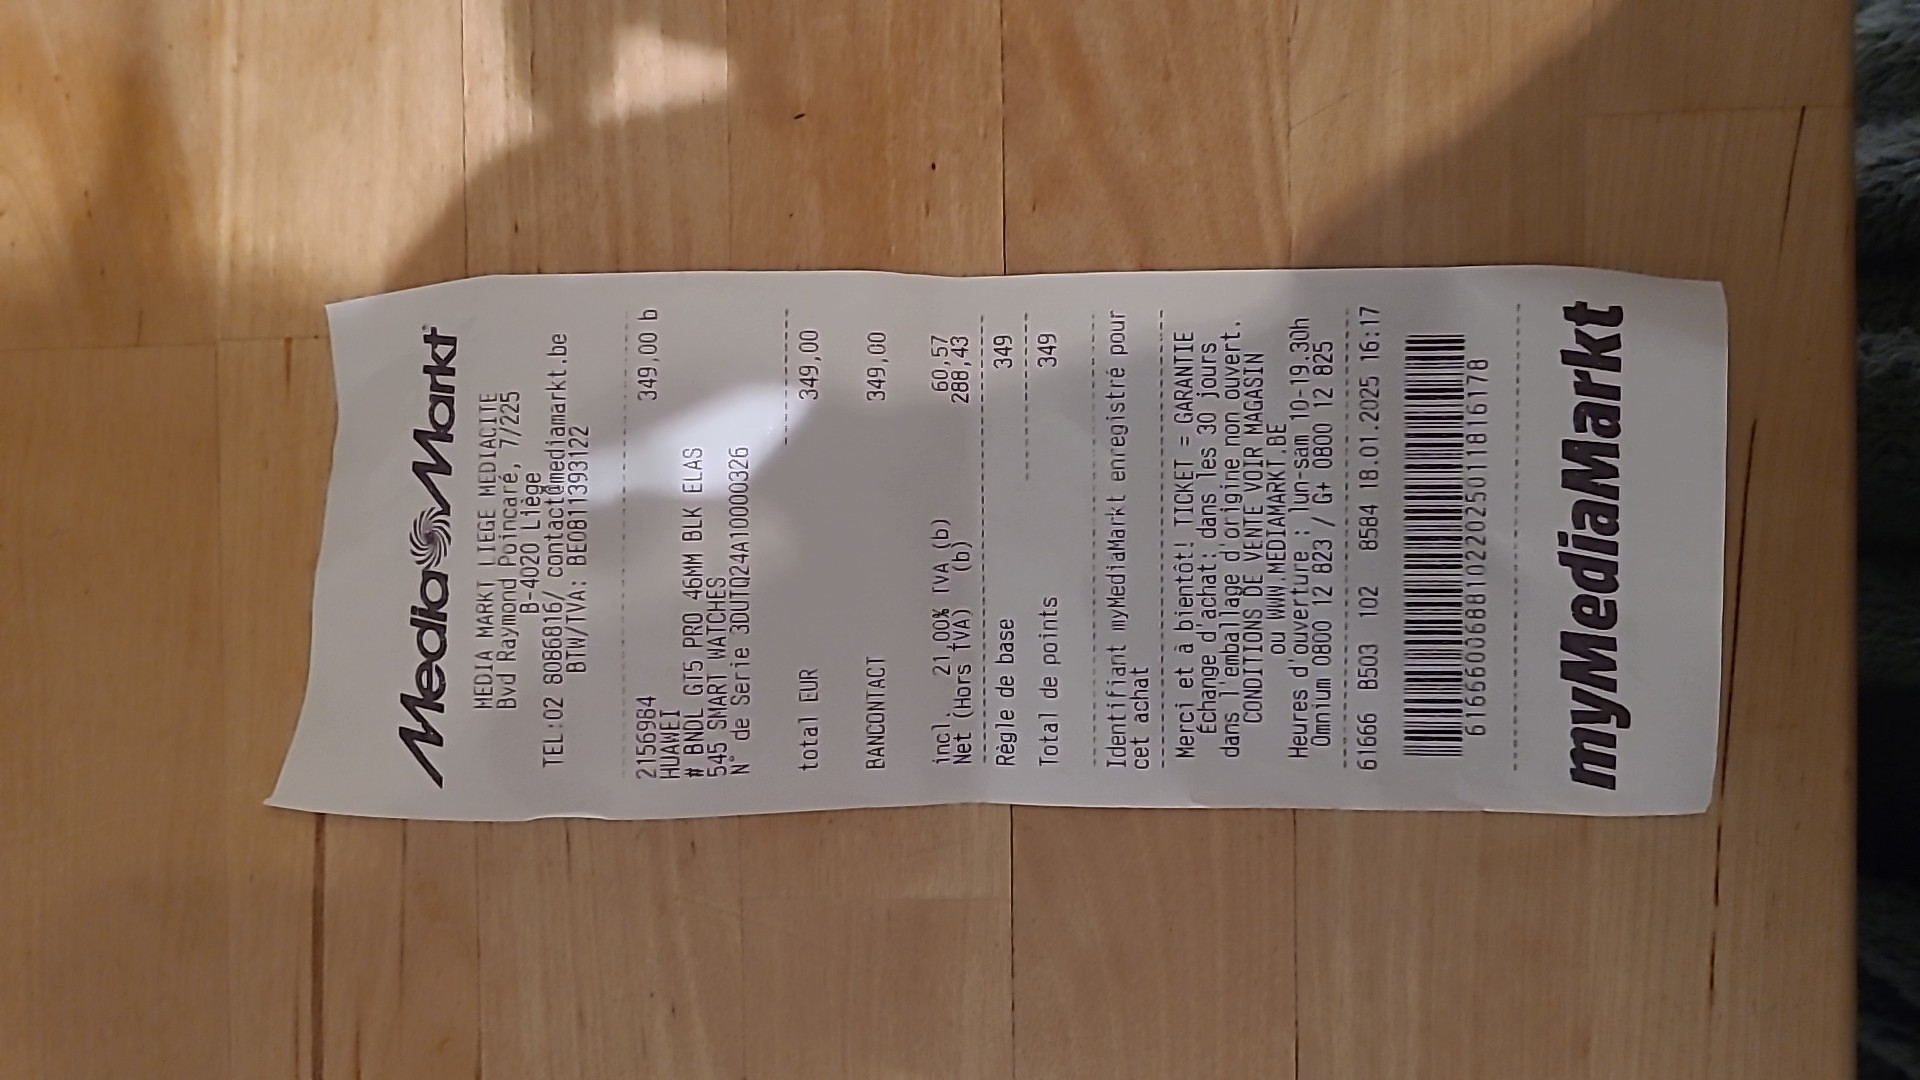 Media Markt
MEDIA MARKT LIEGE MEDIACITE
Bvd Raymond Poincaré, 7/225
B-4020 Liège
TEL:02 8086816/ contact@mediamarkt.be
BTW/TVA: BE0811393122
2156984 349,00 b
HUAWEI
# BNDL GT5 PRO 46MM BLK ELAS
545 SMART WATCHES
N° de Serie 3DUTQ24A10000326
total EUR 349,00
BANCONTACT 349,00
incl. 21,00% TVA (b) 60,57
Net (Hors TVA) (b) 288,43
Règle de base 349
Total de points 349
Identifiant myMediaMarkt enregistré pour
cet achat
Merci et à bientôt! TICKET = GARANTIE
Échange d'achat: dans les 30 jours
dans l'emballage d'origine non ouvert.
CONDITIONS DE VENTE VOIR MAGASIN
ou WWW.MEDIAMARKT.BE
Heures d'ouverture : lun-sam 10-19.30h
Omnium 0800 12 823 / G+ 0800 12 825
61666 B503 102 8584 18.01.2025 16:17
6166600688102202501181617​8
myMediaMarkt